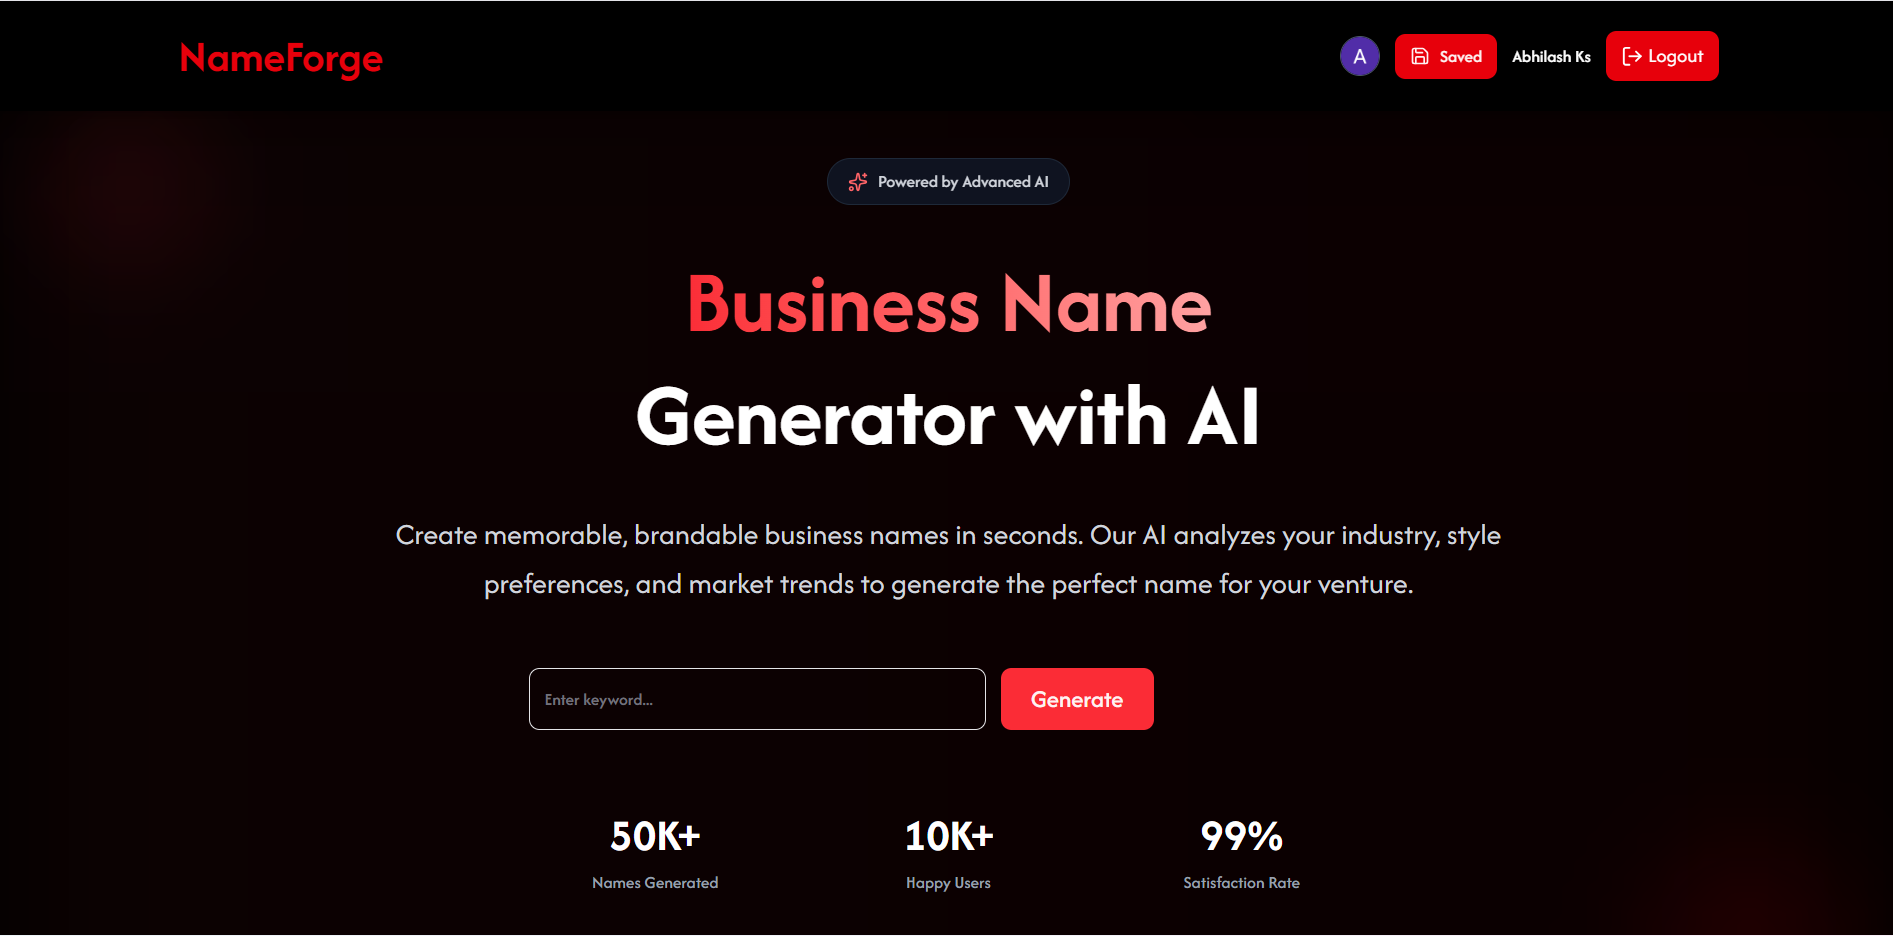 NameForge
A
Saved
Abhilash Ks
Logout
Powered by Advanced AI
Business Name
Generator with AI
Create memorable, brandable business names in seconds. Our AI analyzes your industry, style
preferences, and market trends to generate the perfect name for your venture.
Enter keyword...
Generate
50K+
10K+
99%
Names Generated
Happy Users
Satisfaction Rate